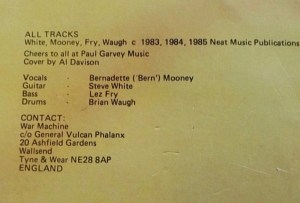 ALL TRACKS
White, Mooney, Fry, Waugh c 1983, 1984, 1985 Neat Music Publications
Cheers to all at Paul Garvey Music
Cover by Al Davison
Vocals - Bernadette ('Bern') Mooney
Guitar - Steve White
Bass - Lez Fry
Drums - Brian Waugh
CONTACT:
War Machine
c/o General Vulcan Phalanx
20 Ashfield Gardens
Wallsend
Tyne & Wear NE28 8AP
ENGLAND